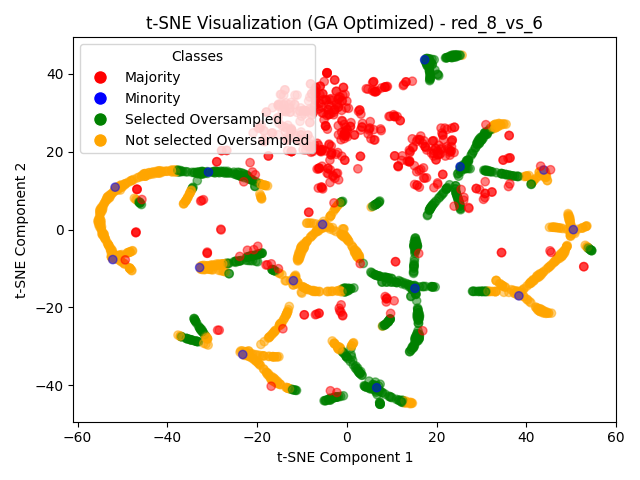 t-SNE Visualization (GA Optimized) - red_8_vs_6
Classes
Majority
Minority
Selected Oversampled
Not selected Oversampled
t-SNE Component 2
40
20
0
−20
−40
−60 −40 −20 0 20 40 60
t-SNE Component 1